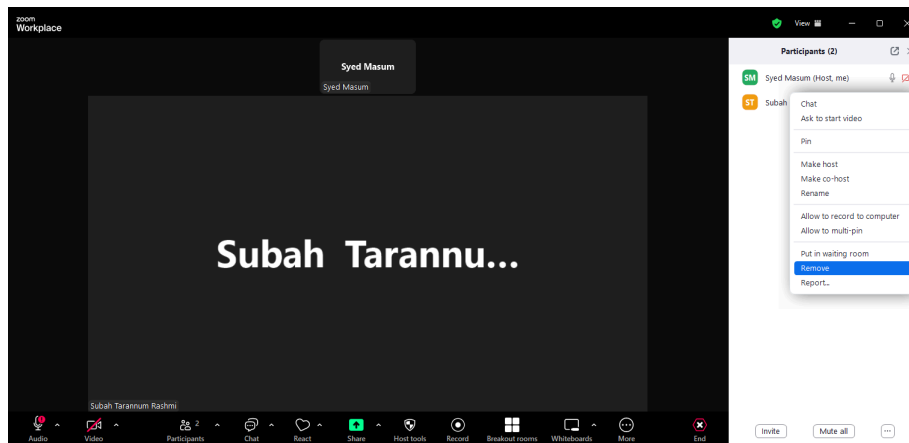 zoom
Workplace
View
Participants (2)
Syed Masum
Syed Masum
SM Syed Masum (Host, me)
ST Subah
Chat
Ask to start video
Pin
Make host
Make co-host
Rename
Allow to record to computer
Allow to multi-pin
Put in waiting room
Remove
Report...
Subah Tarannu...
Subah Tarannum Rashmi
Audio
Video
2
Participants
Chat
React
Share
Host tools
Record
Breakout rooms
Whiteboards
More
End
Invite
Mute all